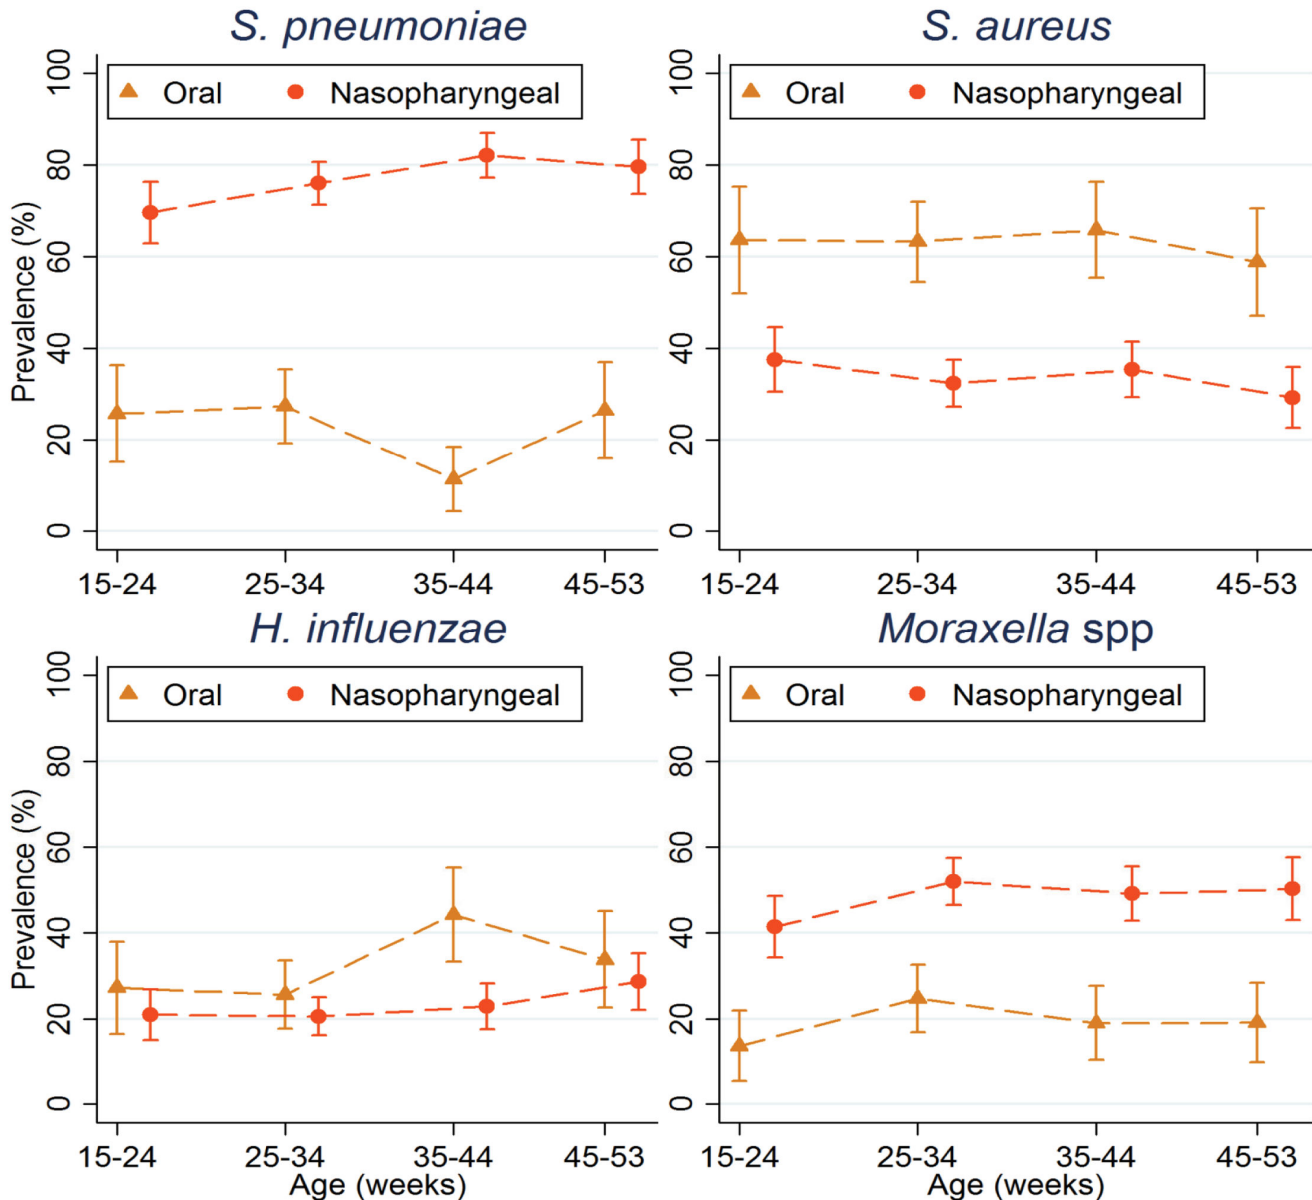 S. pneumoniae
Oral Nasopharyngeal
Prevalence (%)
100
80
60
40
20
0
15-24 25-34 35-44 45-53
S. aureus
Oral Nasopharyngeal
100
80
60
40
20
0
15-24 25-34 35-44 45-53
H. influenzae
Oral Nasopharyngeal
Prevalence (%)
100
80
60
40
20
0
15-24 25-34 35-44 45-53
Age (weeks)
Moraxella spp
Oral Nasopharyngeal
100
80
60
40
20
0
15-24 25-34 35-44 45-53
Age (weeks)